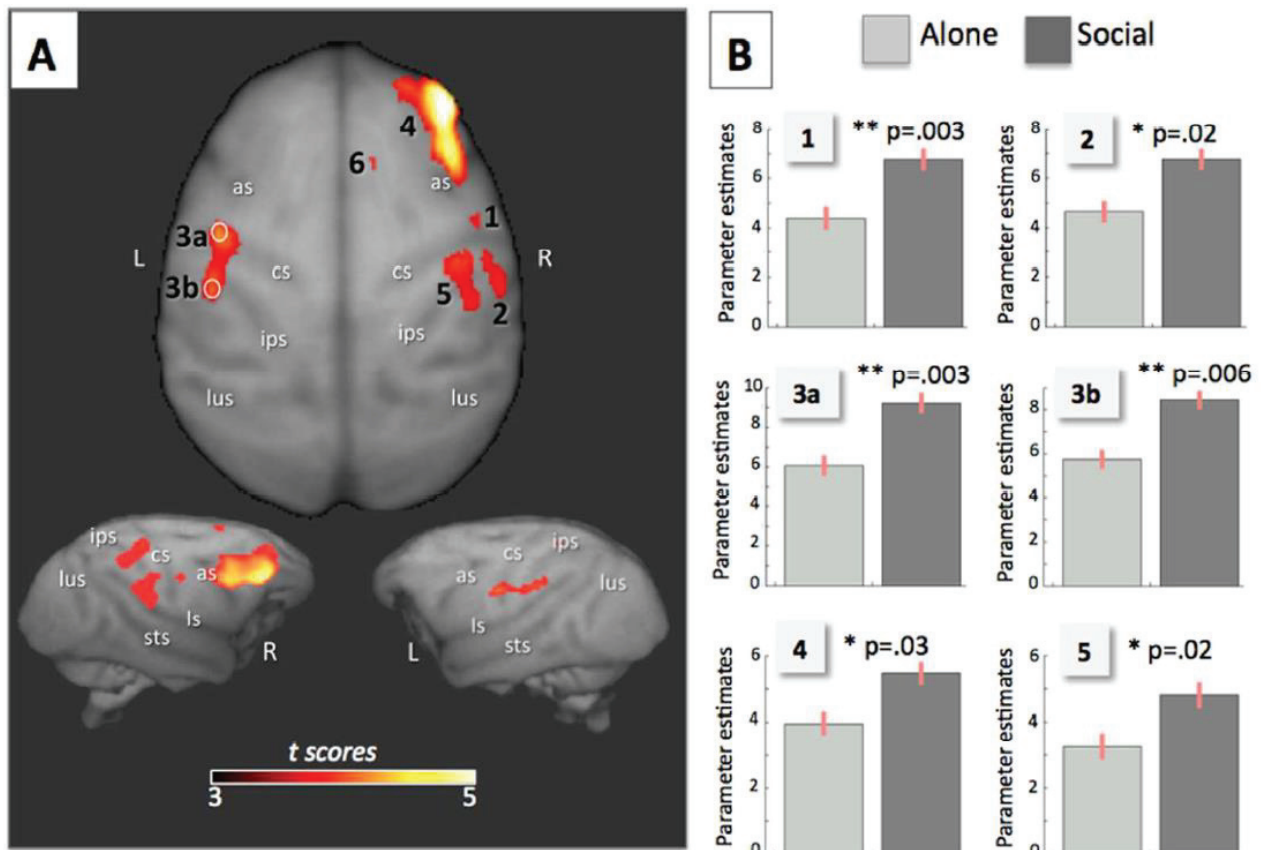 A
4
6
as
as
1
3a
L
R
cs
cs
3b
5
2
ips
ips
lus
lus
ips
cs
as
lus
ls
sts
R
cs
ips
as
lus
ls
sts
L
t scores
3
5
B
Alone
Social
1
** p=.003
Parameter estimates
8
6
4
2
0
2
* p=.02
Parameter estimates
8
6
4
2
0
3a
** p=.003
Parameter estimates
10
8
6
4
2
0
3b
** p=.006
Parameter estimates
8
6
4
2
0
4
* p=.03
Parameter estimates
6
4
2
0
5
* p=.02
Parameter estimates
6
4
2
0